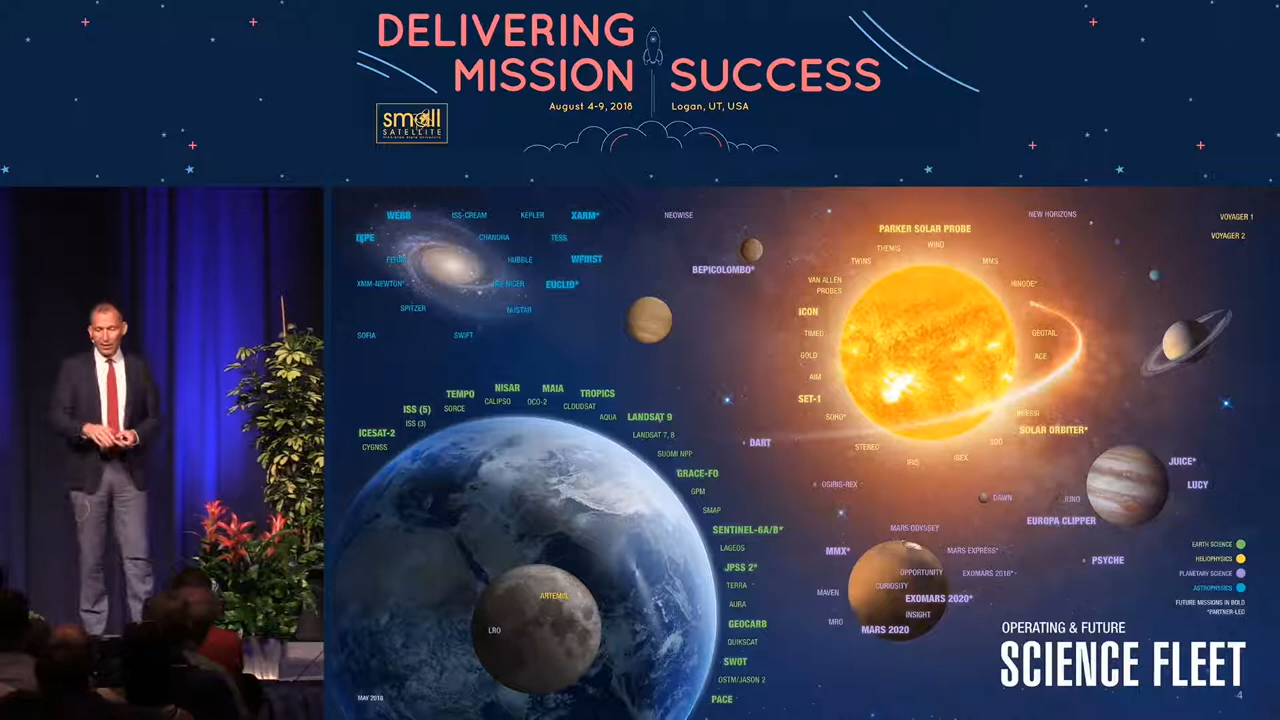 DELIVERING
MISSION SUCCESS
August 4-9, 2018 Logan, UT, USA
small
SATELLITE
WEBB
ISS-CREAM
KEPLER
XARM*
NEOWISE
NEW HORIZONS
VOYAGER 1
VOYAGER 2
IXPE
CHANDRA
TESS
FERMI
HUBBLE
WFIRST
XMM-NEWTON*
ISS-NICER
EUCLID*
SPITZER
NUSTAR
SOFIA
SWIFT
BEPICOLOMBO*
PARKER SOLAR PROBE
THEMIS
WIND
TWINS
MMS
VAN ALLEN
PROBES
HINODE*
ICON
TIMED
GEOTAIL
GOLD
ACE
AIM
SET-1
SOHO*
RHESSI
SOLAR ORBITER*
STEREO
SDO
IRIS
IBEX
TEMPO
NISAR
MAIA
TROPICS
SORCE
CALIPSO
OCO-2
CLOUDSAT
ISS (5)
ISS (3)
AQUA
LANDSAT 9
ICESAT-2
CYGNSS
LANDSAT 7, 8
SUOMI NPP
GRACE-FO
GPM
SMAP
SENTINEL-6A/B*
LAGEOS
JPSS 2*
TERRA
AURA
GEOCARB
QUIKSCAT
SWOT
OSTM/JASON 2
PACE
ARTEMIS
LRO
DART
OSIRIS-REX
DAWN
JUNO
JUICE*
LUCY
EUROPA CLIPPER
PSYCHE
MARS ODYSSEY
MMX*
MARS EXPRESS*
OPPORTUNITY
EXOMARS 2016*
CURIOSITY
MAVEN
EXOMARS 2020*
INSIGHT
MRO
MARS 2020
EARTH SCIENCE
HELIOPHYSICS
PLANETARY SCIENCE
ASTROPHYSICS
FUTURE MISSIONS IN BOLD
*PARTNER-LED
OPERATING & FUTURE
SCIENCE FLEET
4
MAY 2018